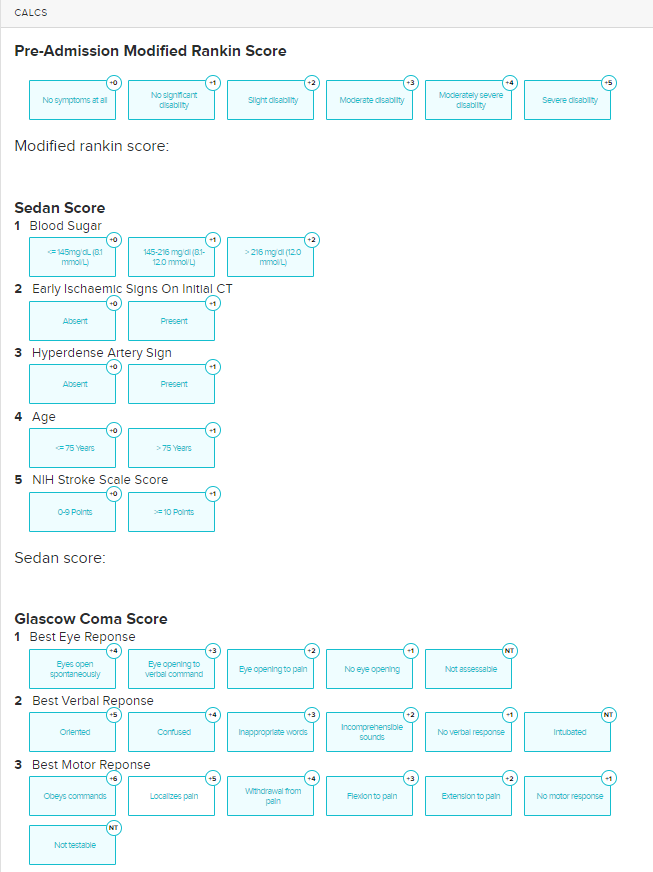 CALCS
Pre-Admission Modified Rankin Score
+0 +1 +2 +3 +4 +5
No symptoms at all
No significant
disability
Slight disability
Moderate disability
Moderately severe
disability
Severe disability
Modified rankin score:
Sedan Score
1 Blood Sugar
+0 +1 +2
<=145mg/dL (8.1
mmol/L)
145-216 mg/dl (8.1-
12.0 mmol/L)
> 216 mg/dl (12.0
mmol/L)
2 Early Ischaemic Signs On Initial CT
+0 +1
Absent
Present
3 Hyperdense Artery Sign
+0 +1
Absent
Present
4 Age
+0 +1
<= 75 Years
> 75 Years
5 NIH Stroke Scale Score
+0 +1
0-9 Points
>= 10 Points
Sedan score:
Glascow Coma Score
1 Best Eye Reponse
+4 +3 +2 +1 NT
Eyes open
spontaneously
Eye opening to
verbal command
Eye opening to pain
No eye opening
Not assessable
2 Best Verbal Reponse
+5 +4 +3 +2 +1 NT
Oriented
Confused
Inappropriate words
Incomprehensible
sounds
No verbal response
Intubated
3 Best Motor Reponse
+6 +5 +4 +3 +2 +1
Obeys commands
Localizes pain
Withdrawal from
pain
Flexion to pain
Extension to pain
No motor response
NT
Not testable